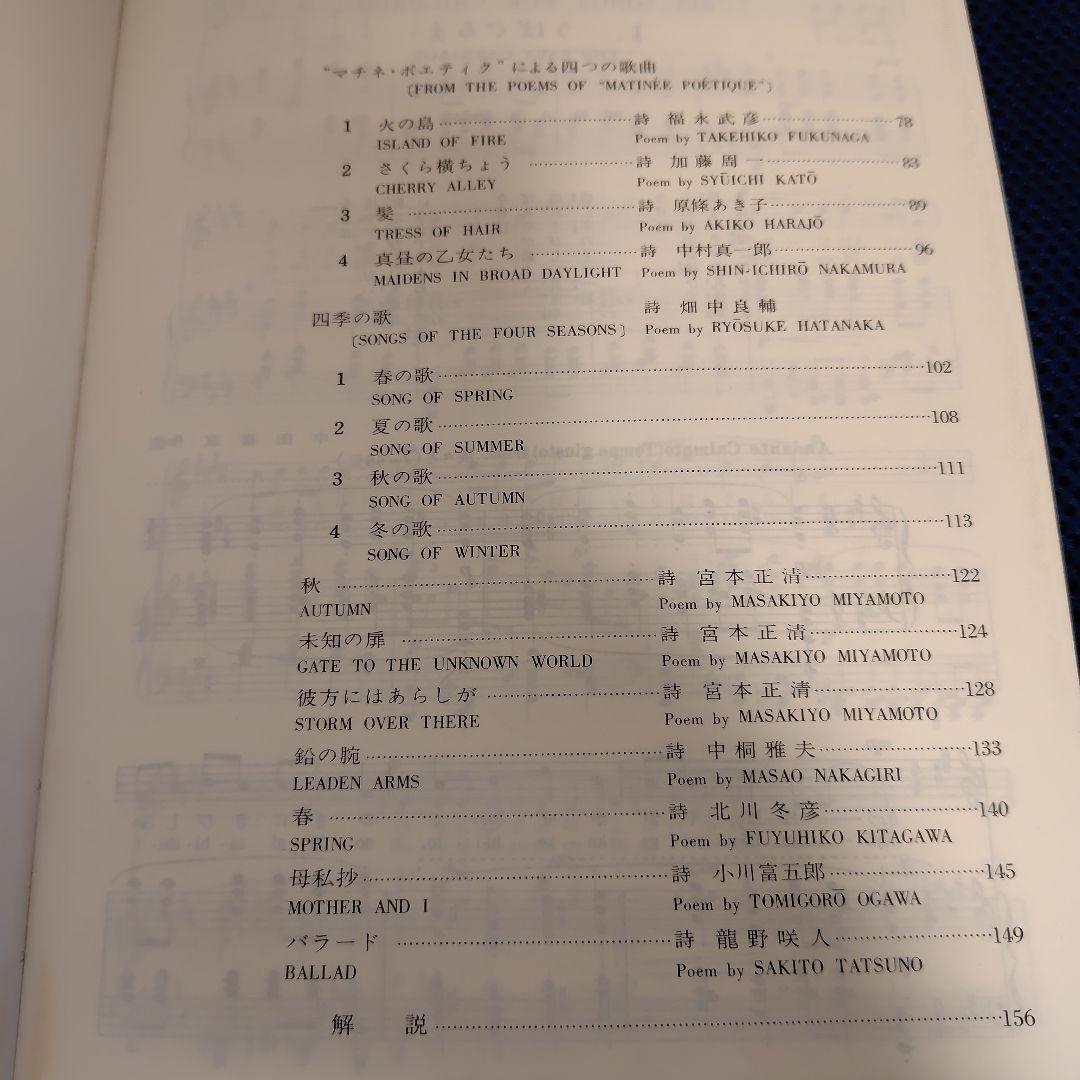 "マチネ・ポエティク"による四つの歌曲
〔FROM THE POEMS OF "MATINÉE POÉTIQUE"〕
1 火の島 詩 福永武彦 78
ISLAND OF FIRE Poem by TAKEHIKO FUKUNAGA
2 さくら横ちょう 詩 加藤周一 83
CHERRY ALLEY Poem by SYŪICHI KATŌ
3 髪 詩 原條あき子 89
TRESS OF HAIR Poem by AKIKO HARAJŌ
4 真昼の乙女たち 詩 中村真一郎 96
MAIDENS IN BROAD DAYLIGHT Poem by SHIN-ICHIRŌ NAKAMURA
四季の歌 詩 畑中良輔
〔SONGS OF THE FOUR SEASONS〕 Poem by RYŌSUKE HATANAKA
1 春の歌 102
SONG OF SPRING
2 夏の歌 108
SONG OF SUMMER
3 秋の歌 111
SONG OF AUTUMN
4 冬の歌 113
SONG OF WINTER
秋 詩 宮本正清 122
AUTUMN Poem by MASAKIYO MIYAMOTO
未知の扉 詩 宮本正清 124
GATE TO THE UNKNOWN WORLD Poem by MASAKIYO MIYAMOTO
彼方にはあらしが 詩 宮本正清 128
STORM OVER THERE Poem by MASAKIYO MIYAMOTO
鉛の腕 詩 中桐雅夫 133
LEADEN ARMS Poem by MASAO NAKAGIRI
春 詩 北川冬彦 140
SPRING Poem by FUYUHIKO KITAGAWA
母私抄 詩 小川富五郎 145
MOTHER AND I Poem by TOMIGORŌ OGAWA
バラード 詩 龍野咲人 149
BALLAD Poem by SAKITO TATSUNO
解説 156